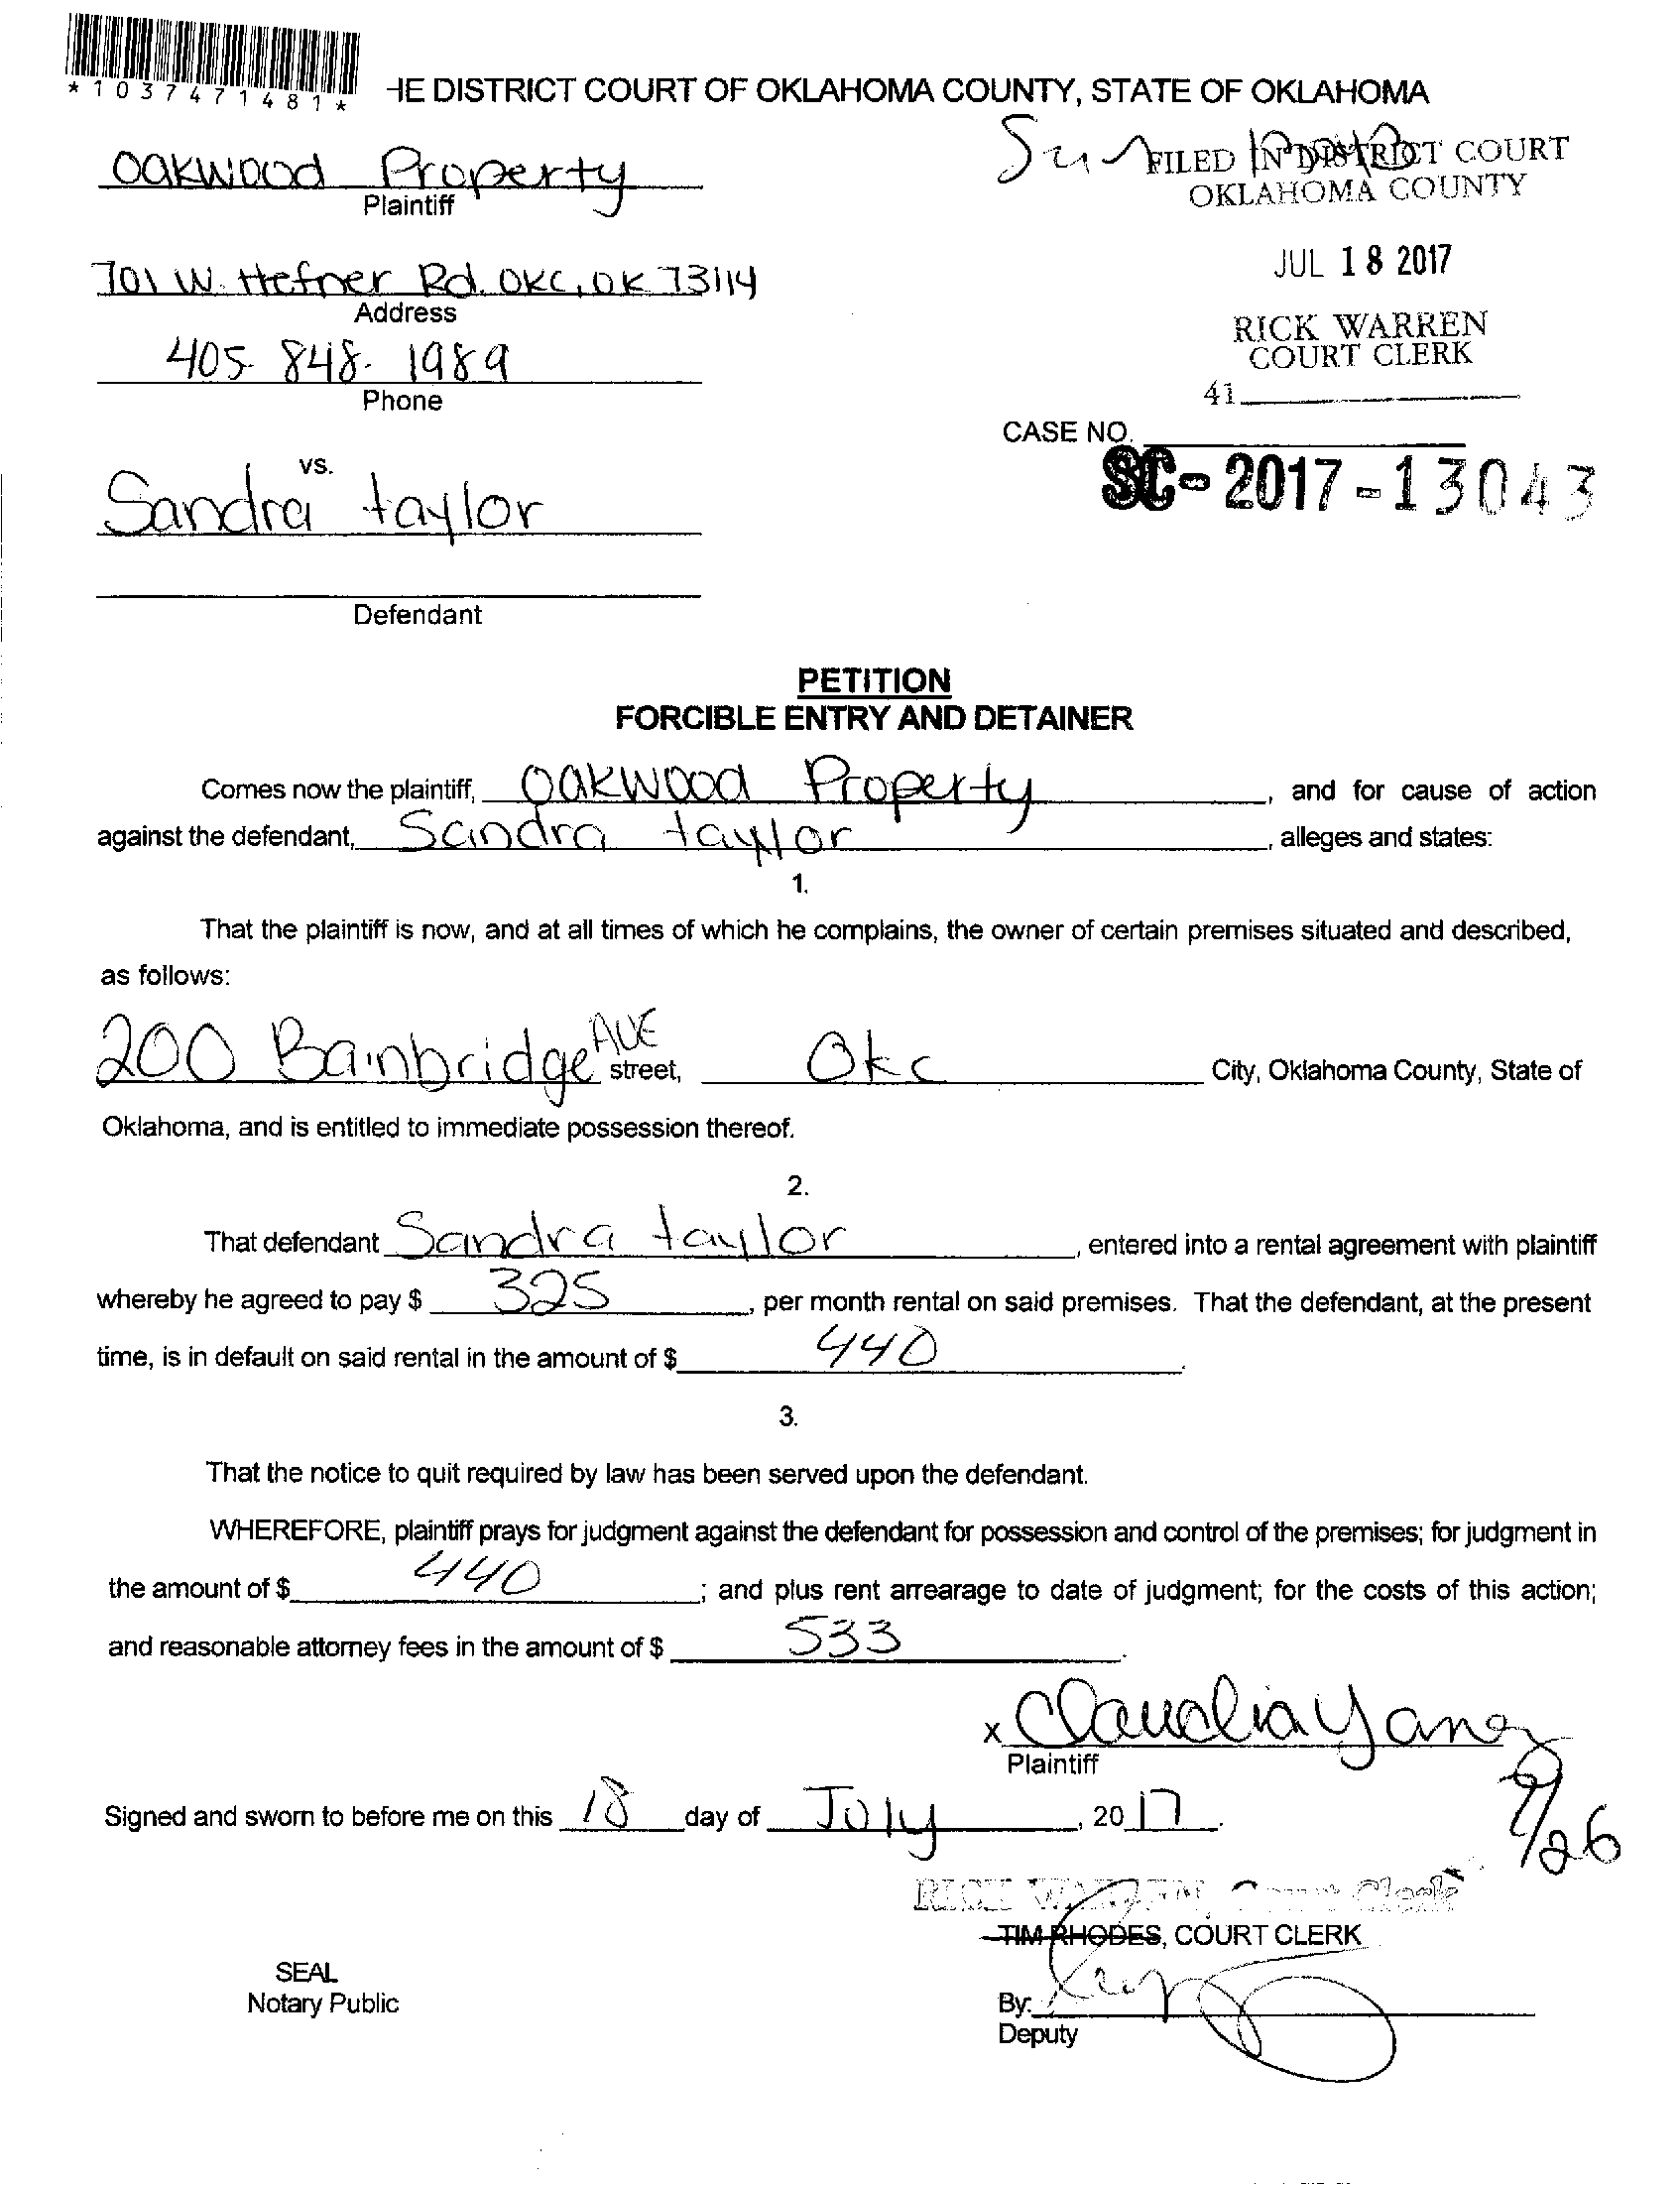 *1037471481*
HE DISTRICT COURT OF OKLAHOMA COUNTY, STATE OF OKLAHOMA
Oakwood Property
Plaintiff
FILED IN DISTRICT COURT
OKLAHOMA COUNTY
701 W. Hefner Rd. OKC, OK 73114
Address
JUL 18 2017
405-848-1989
Phone
RICK WARREN
COURT CLERK
41
CASE NO.
SC-2017-13043
vs.
Sandra taylor
Defendant
PETITION
FORCIBLE ENTRY AND DETAINER
Comes now the plaintiff, Oakwood Property, and for cause of action
against the defendant, Sandra taylor, alleges and states:
1.
That the plaintiff is now, and at all times of which he complains, the owner of certain premises situated and described,
as follows:
200 Bainbridge AVE street, Okc City, Oklahoma County, State of
Oklahoma, and is entitled to immediate possession thereof.
2.
That defendant Sandra taylor, entered into a rental agreement with plaintiff
whereby he agreed to pay $ 325, per month rental on said premises. That the defendant, at the present
time, is in default on said rental in the amount of $ 440.
3.
That the notice to quit required by law has been served upon the defendant.
WHEREFORE, plaintiff prays for judgment against the defendant for possession and control of the premises; for judgment in
the amount of $ 440; and plus rent arrearage to date of judgment; for the costs of this action;
and reasonable attorney fees in the amount of $ 533.
x Claudia Yanez
Plaintiff
Signed and sworn to before me on this 18 day of July, 2017.
7/26
RICK WARREN, Court Clerk
TIM RHODES, COURT CLERK
SEAL
Notary Public
By:
Deputy